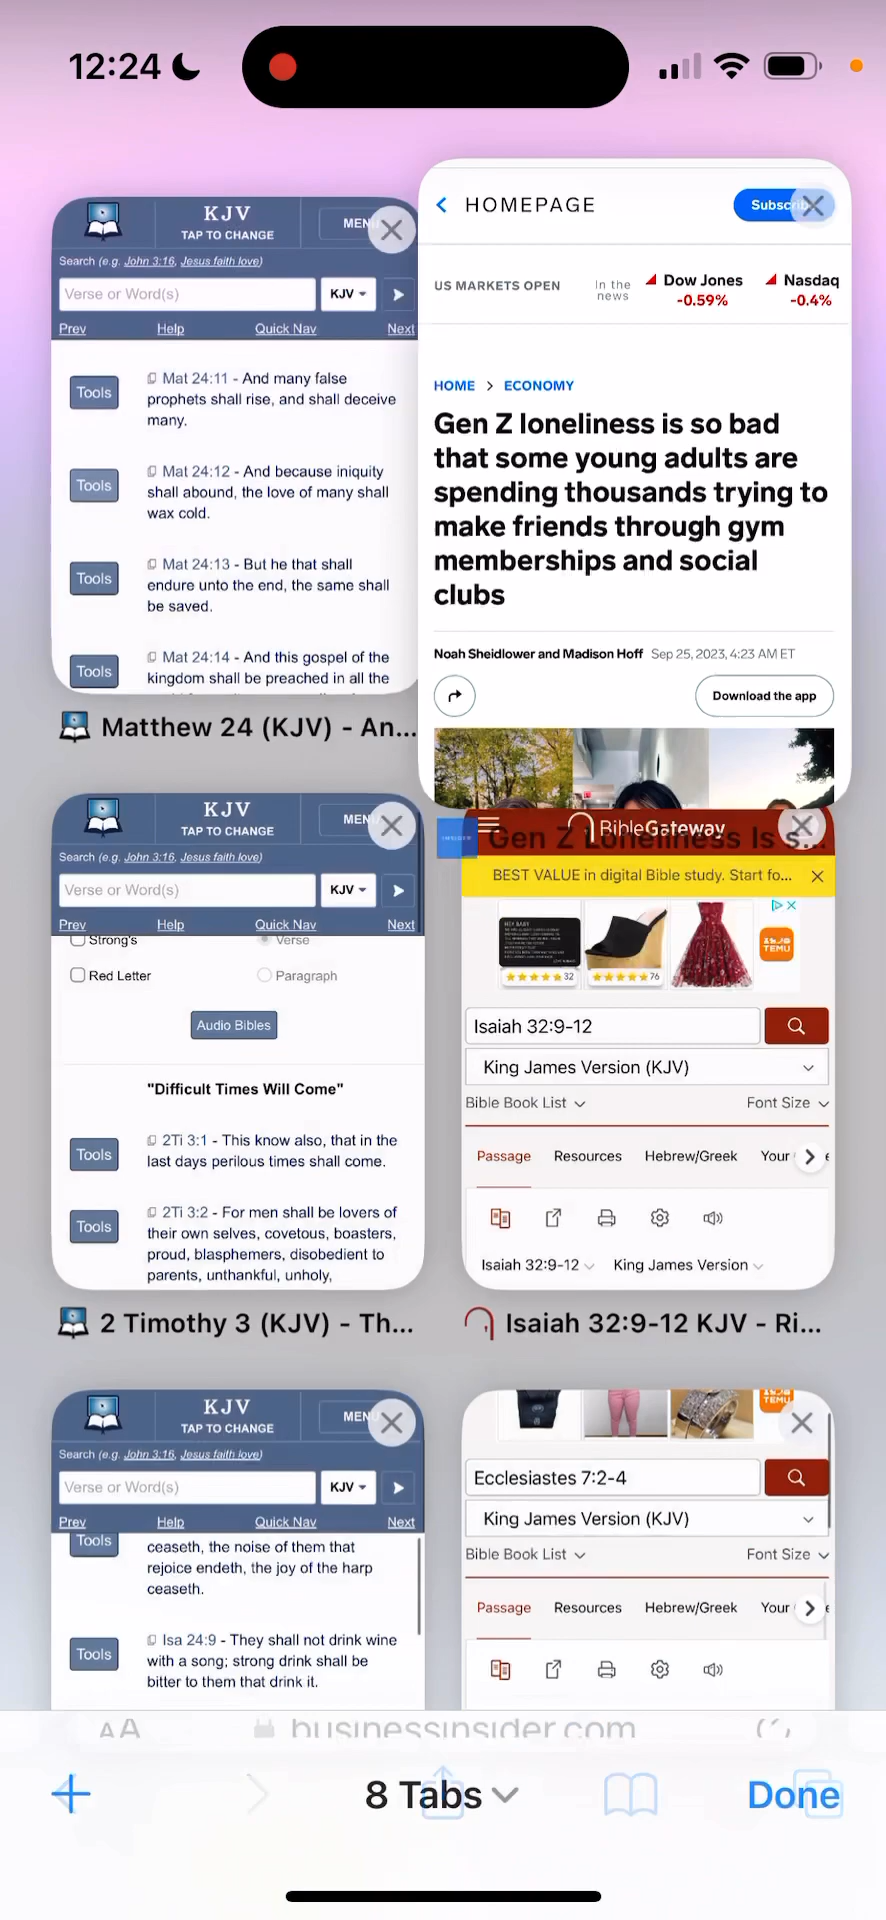 12:24
KJV
TAP TO CHANGE
MEN
Search (e.g. John 3:16, Jesus faith love)
Verse or Word(s)
KJV
Prev Help Quick Nav Next
Tools
Mat 24:11 - And many false
prophets shall rise, and shall deceive
many.
Tools
Mat 24:12 - And because iniquity
shall abound, the love of many shall
wax cold.
Tools
Mat 24:13 - But he that shall
endure unto the end, the same shall
be saved.
Tools
Mat 24:14 - And this gospel of the
kingdom shall be preached in all the
Matthew 24 (KJV) - An...
HOMEPAGE
Subscrib
US MARKETS OPEN
In the
news
Dow Jones
-0.59%
Nasdaq
-0.4%
HOME > ECONOMY
Gen Z loneliness is so bad
that some young adults are
spending thousands trying to
make friends through gym
memberships and social
clubs
Noah Sheidlower and Madison Hoff Sep 25, 2023, 4:23 AM ET
Download the app
INSIDER
Gen Z Loneliness Is s...
KJV
TAP TO CHANGE
MEN
Search (e.g. John 3:16, Jesus faith love)
Verse or Word(s)
KJV
Prev Help Quick Nav Next
Strong's
Verse
Red Letter
Paragraph
Audio Bibles
"Difficult Times Will Come"
Tools
2Ti 3:1 - This know also, that in the
last days perilous times shall come.
Tools
2Ti 3:2 - For men shall be lovers of
their own selves, covetous, boasters,
proud, blasphemers, disobedient to
parents, unthankful, unholy,
2 Timothy 3 (KJV) - Th...
BibleGateway
BEST VALUE in digital Bible study. Start fo...
32
76
TEMU
Isaiah 32:9-12
King James Version (KJV)
Bible Book List
Font Size
Passage Resources Hebrew/Greek Your
Isaiah 32:9-12
King James Version
Isaiah 32:9-12 KJV - Ri...
KJV
TAP TO CHANGE
MEN
Search (e.g. John 3:16, Jesus faith love)
Verse or Word(s)
KJV
Prev Help Quick Nav Next
Tools
ceaseth, the noise of them that
rejoice endeth, the joy of the harp
ceaseth.
Tools
Isa 24:9 - They shall not drink wine
with a song; strong drink shall be
bitter to them that drink it.
TEMU
Ecclesiastes 7:2-4
King James Version (KJV)
Bible Book List
Font Size
Passage Resources Hebrew/Greek Your
AA
businessinsider.com
8 Tabs
Done